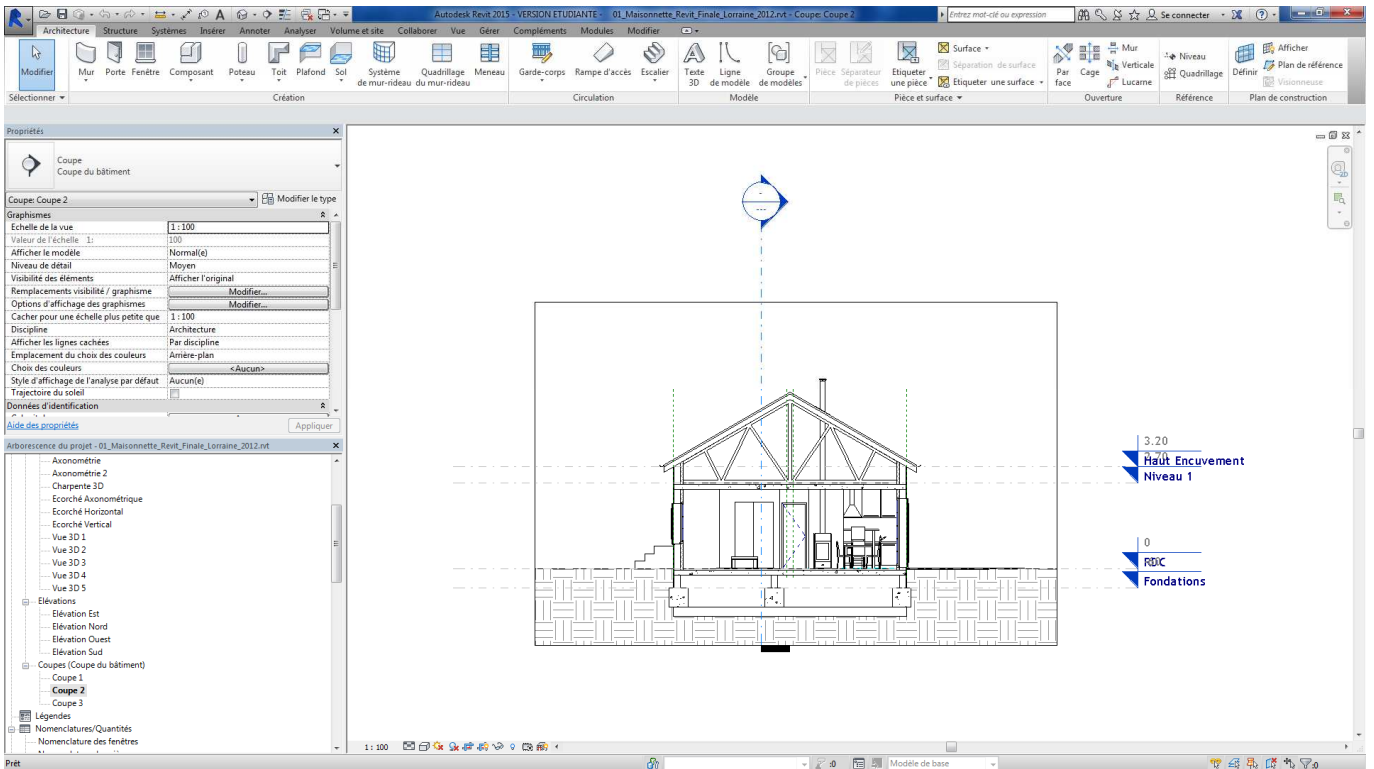 Autodesk Revit 2015 - VERSION ETUDIANTE - 01_Maisonnette_Revit_Finale_Lorraine_2012.rvt - Coupe: Coupe 2
Entrez mot-clé ou expression
Se connecter
Architecture Structure Systèmes Insérer Annoter Analyser Volume et site Collaborer Vue Gérer Compléments Modules Modifier
Modifier
Mur Porte Fenêtre Composant Poteau Toit Plafond Sol
Système de mur-rideau
Quadrillage du mur-rideau
Meneau
Garde-corps Rampe d'accès Escalier
Texte 3D
Ligne de modèle
Groupe de modèles
Pièce
Séparateur de pièces
Etiqueter une pièce
Surface
Séparation de surface
Etiqueter une surface
Par face
Cage
Mur
Verticale
Lucarne
Niveau
Quadrillage
Définir
Afficher
Plan de référence
Visionneuse
Sélectionner
Création
Circulation
Modèle
Pièce et surface
Ouverture
Référence
Plan de construction
Propriétés
Coupe
Coupe du bâtiment
Coupe: Coupe 2
Modifier le type
Graphismes
Echelle de la vue 1 : 100
Valeur de l'échelle 1: 100
Afficher le modèle Normal(e)
Niveau de détail Moyen
Visibilité des éléments Afficher l'original
Remplacements visibilité / graphisme Modifier...
Options d'affichage des graphismes Modifier...
Cacher pour une échelle plus petite que 1 : 100
Discipline Architecture
Afficher les lignes cachées Par discipline
Emplacement du choix des couleurs Arrière-plan
Choix des couleurs <Aucun>
Style d'affichage de l'analyse par défaut Aucun(e)
Trajectoire du soleil
Données d'identification
Aide des propriétés
Appliquer
Arborescence du projet - 01_Maisonnette_Revit_Finale_Lorraine_2012.rvt
Axonométrie
Axonométrie 2
Charpente 3D
Ecorché Axonométrique
Ecorché Horizontal
Ecorché Vertical
Vue 3D 1
Vue 3D 2
Vue 3D 3
Vue 3D 4
Vue 3D 5
Elévations
Elévation Est
Elévation Nord
Elévation Ouest
Elévation Sud
Coupes (Coupe du bâtiment)
Coupe 1
Coupe 2
Coupe 3
Légendes
Nomenclatures/Quantités
Nomenclature des fenêtres
3.20
Haut Encuvement
Niveau 1
0
RDC
Fondations
1 : 100
Prêt
:0
Modèle de base
:0